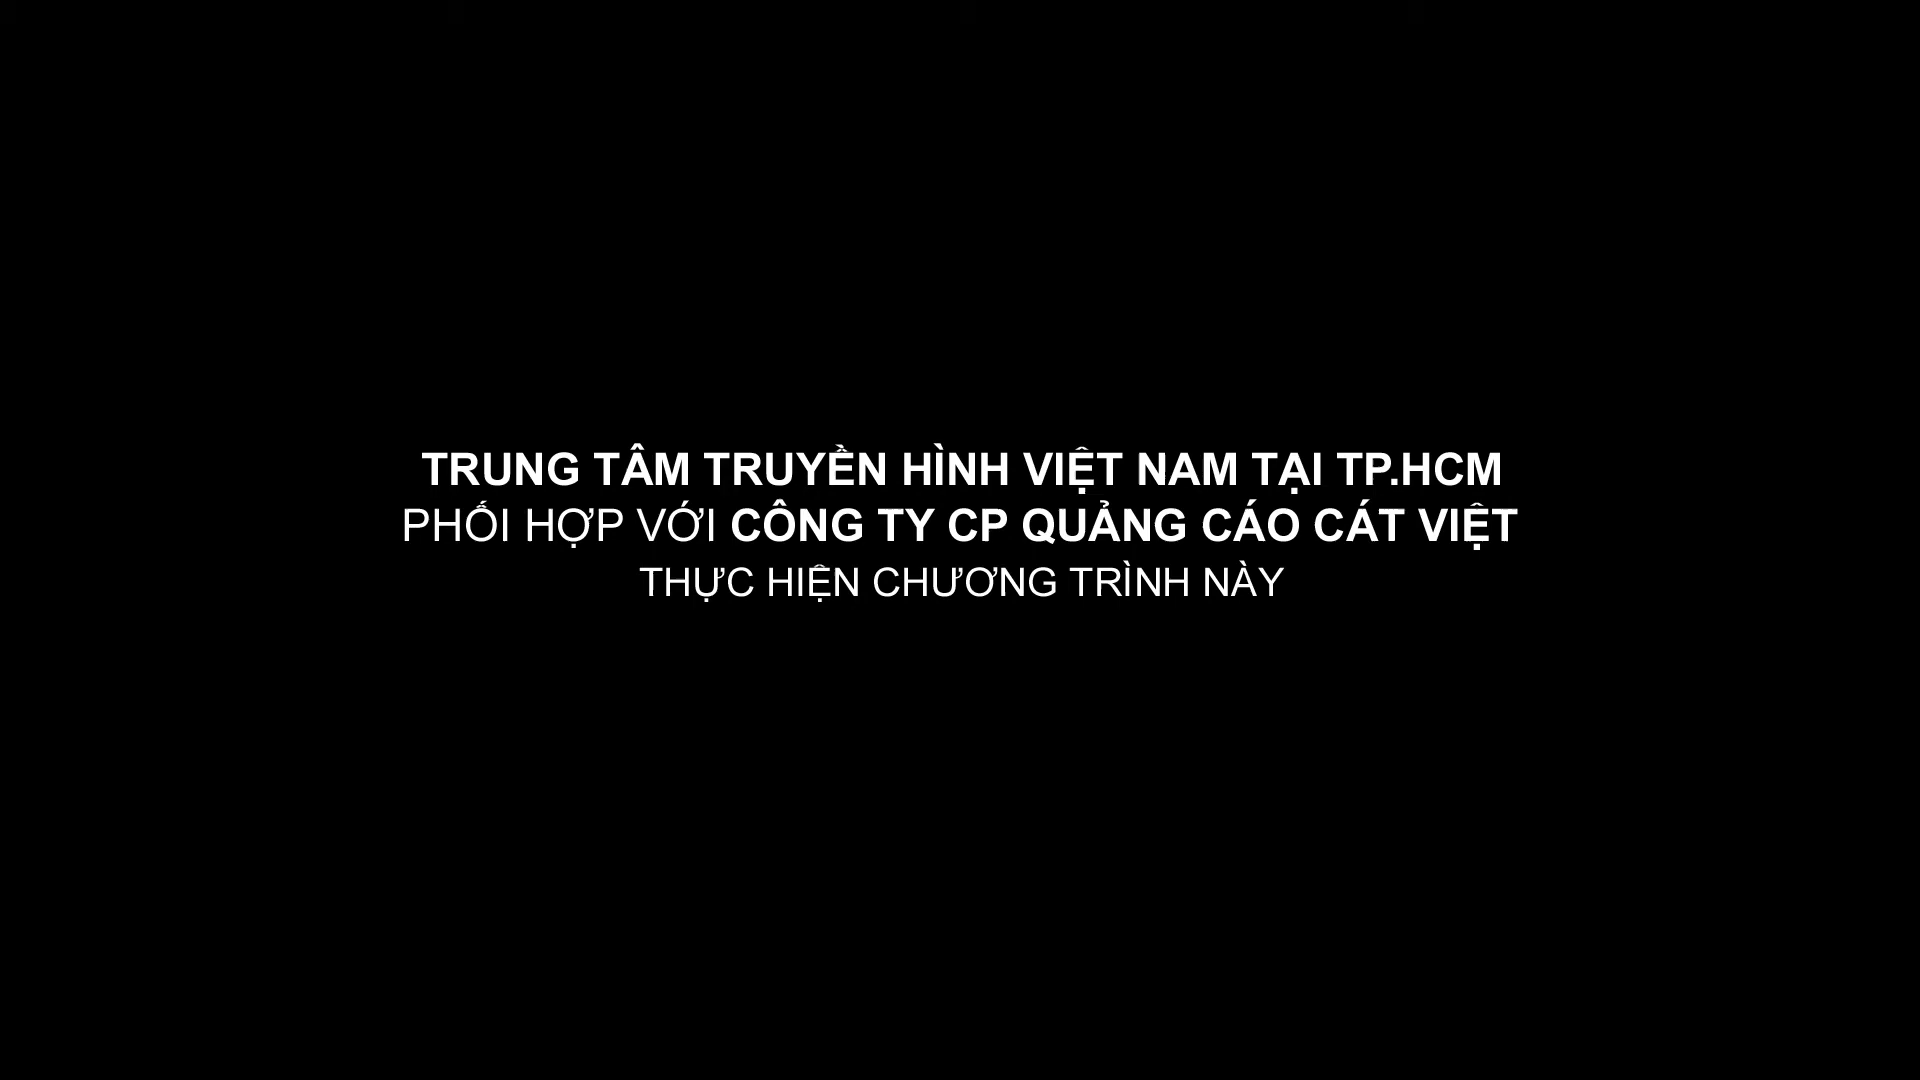 TRUNG TÂM TRUYỀN HÌNH VIỆT NAM TẠI TP.HCM
PHỐI HỢP VỚI CÔNG TY CP QUẢNG CÁO CÁT VIỆT
THỰC HIỆN CHƯƠNG TRÌNH NÀY